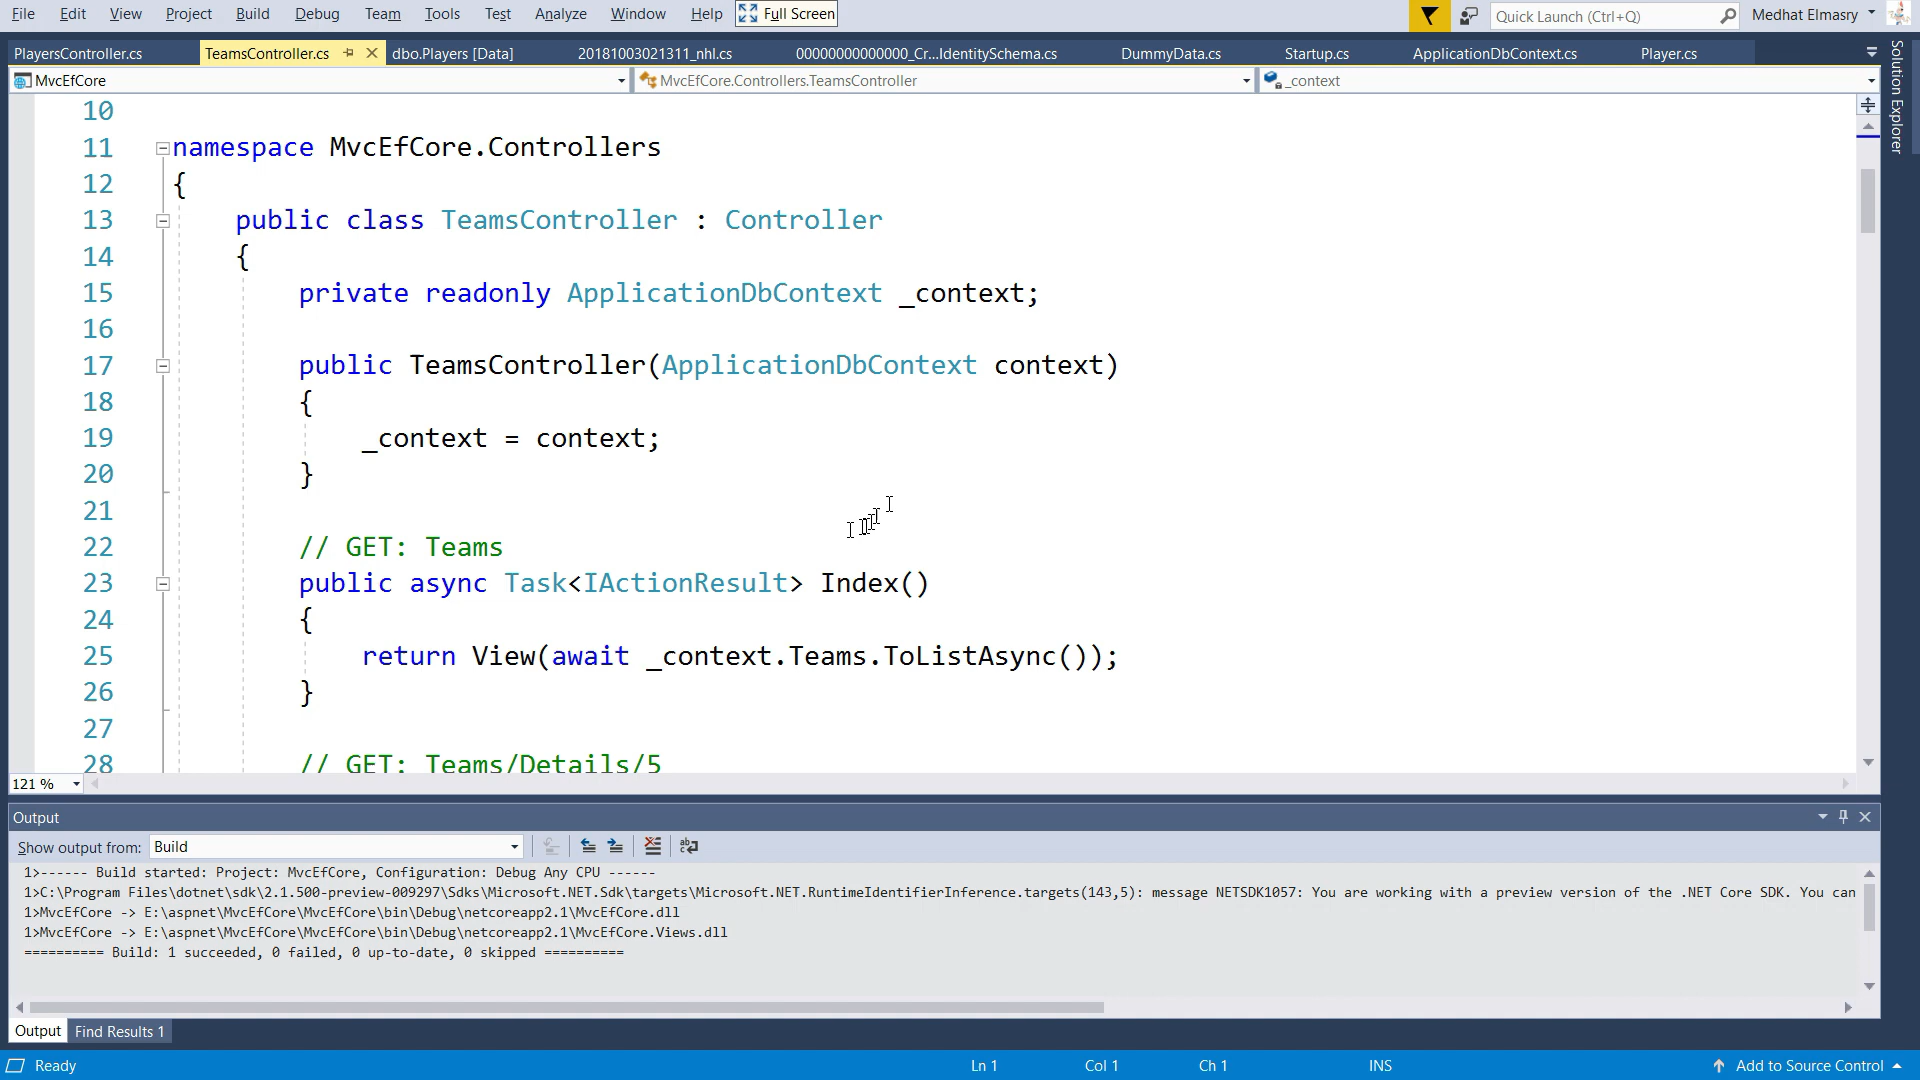 File Edit View Project Build Debug Team Tools Test Analyze Window Help Full Screen Quick Launch (Ctrl+Q) Medhat Elmasry
PlayersController.cs TeamsController.cs dbo.Players [Data] 20181003021311_nhl.cs 00000000000000_Cr...IdentitySchema.cs DummyData.cs Startup.cs ApplicationDbContext.cs Player.cs
MvcEfCore MvcEfCore.Controllers.TeamsController _context
Solution Explorer
10
11 namespace MvcEfCore.Controllers
12 {
13 public class TeamsController : Controller
14 {
15 private readonly ApplicationDbContext _context;
16
17 public TeamsController(ApplicationDbContext context)
18 {
19 _context = context;
20 }
21
22 // GET: Teams
23 public async Task<IActionResult> Index()
24 {
25 return View(await _context.Teams.ToListAsync());
26 }
27
28 // GET: Teams/Details/5
121 %
Output
Show output from: Build
1>------ Build started: Project: MvcEfCore, Configuration: Debug Any CPU ------
1>C:\Program Files\dotnet\sdk\2.1.500-preview-009297\Sdks\Microsoft.NET.Sdk\targets\Microsoft.NET.RuntimeIdentifierInference.targets(143,5): message NETSDK1057: You are working with a preview version of the .NET Core SDK. You can
1>MvcEfCore -> E:\aspnet\MvcEfCore\MvcEfCore\bin\Debug\netcoreapp2.1\MvcEfCore.dll
1>MvcEfCore -> E:\aspnet\MvcEfCore\MvcEfCore\bin\Debug\netcoreapp2.1\MvcEfCore.Views.dll
========== Build: 1 succeeded, 0 failed, 0 up-to-date, 0 skipped ==========
Output Find Results 1
Ready Ln 1 Col 1 Ch 1 INS Add to Source Control